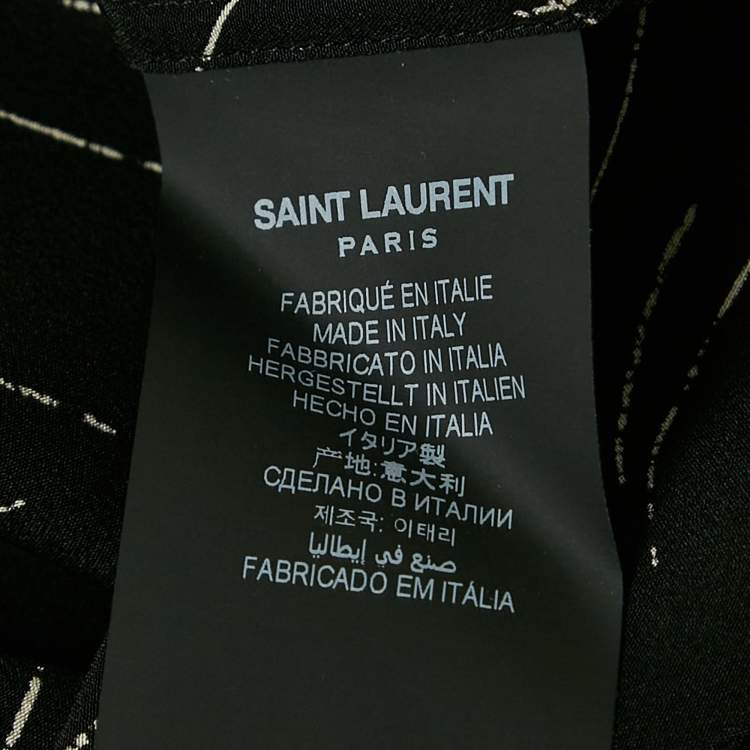 SAINT LAURENT
PARIS
FABRIQUÉ EN ITALIE
MADE IN ITALY
FABBRICATO IN ITALIA
HERGESTELLT IN ITALIEN
HECHO EN ITALIA
イタリア製
产地:意大利
СДЕЛАНО В ИТАЛИИ
제조국: 이태리
صنع في إيطاليا
FABRICADO EM ITÁLIA